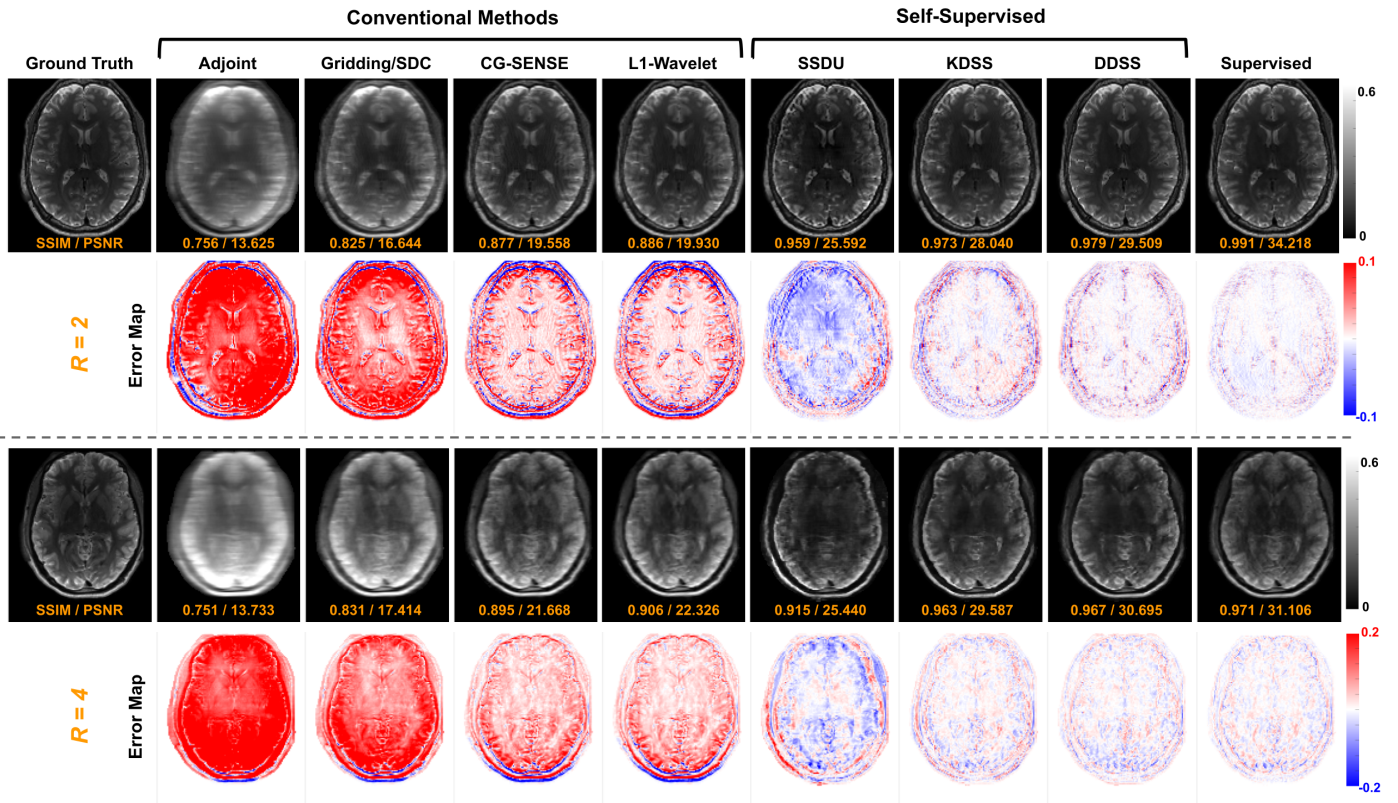 Conventional Methods Self-Supervised
Ground Truth Adjoint Gridding/SDC CG-SENSE L1-Wavelet SSDU KDSS DDSS Supervised
0.6
SSIM / PSNR 0.756 / 13.625 0.825 / 16.644 0.877 / 19.558 0.886 / 19.930 0.959 / 25.592 0.973 / 28.040 0.979 / 29.509 0.991 / 34.218
0
0.1
R = 2
Error Map
-0.1
0.6
SSIM / PSNR 0.751 / 13.733 0.831 / 17.414 0.895 / 21.668 0.906 / 22.326 0.915 / 25.440 0.963 / 29.587 0.967 / 30.695 0.971 / 31.106
0
0.2
R = 4
Error Map
-0.2